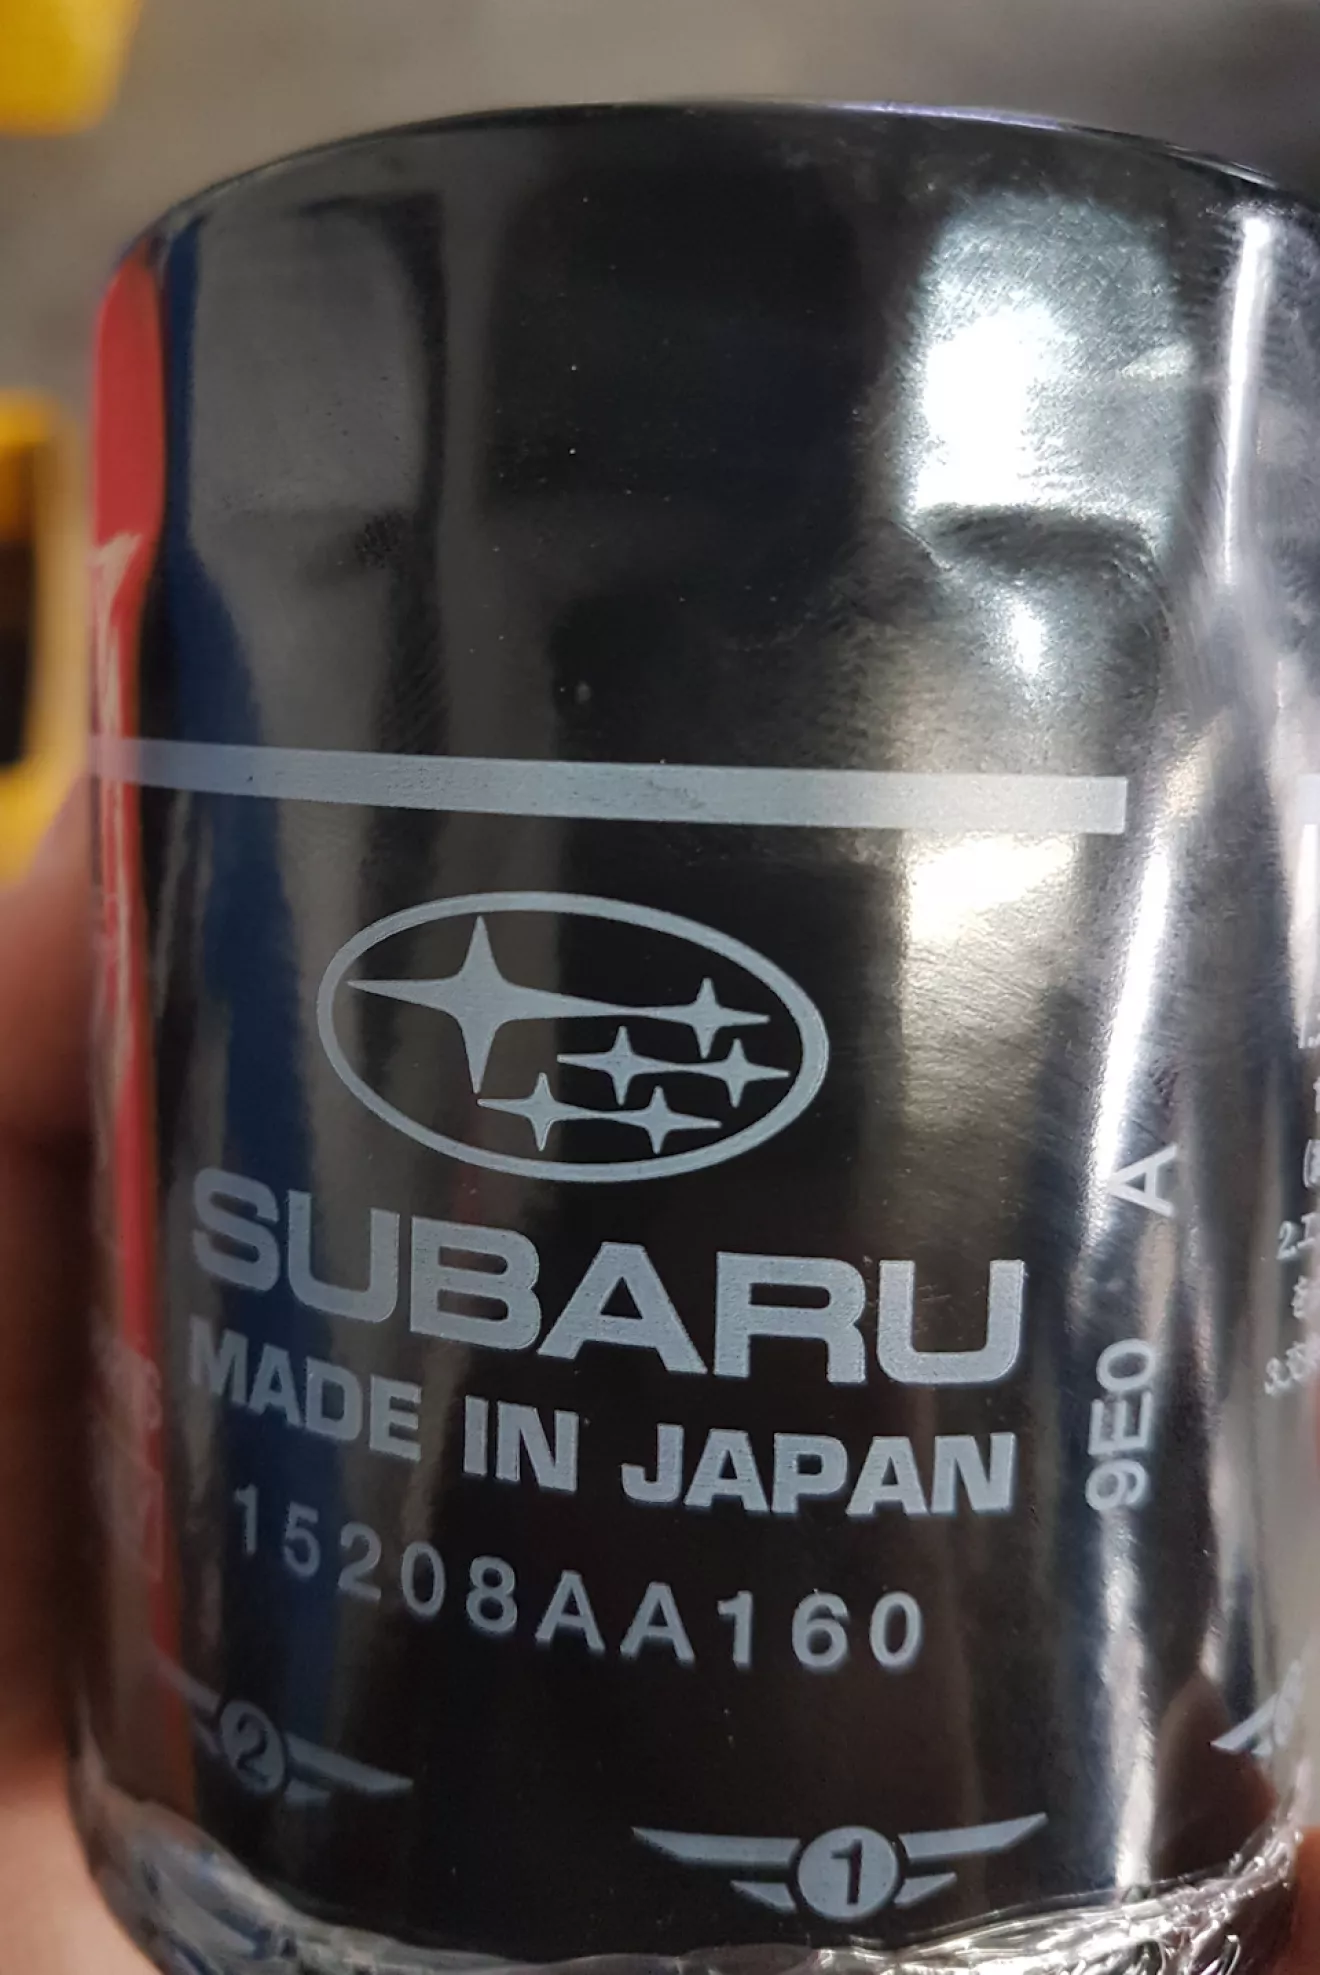 SUBARU
MADE IN JAPAN
15208AA160
9E0 A
2
1